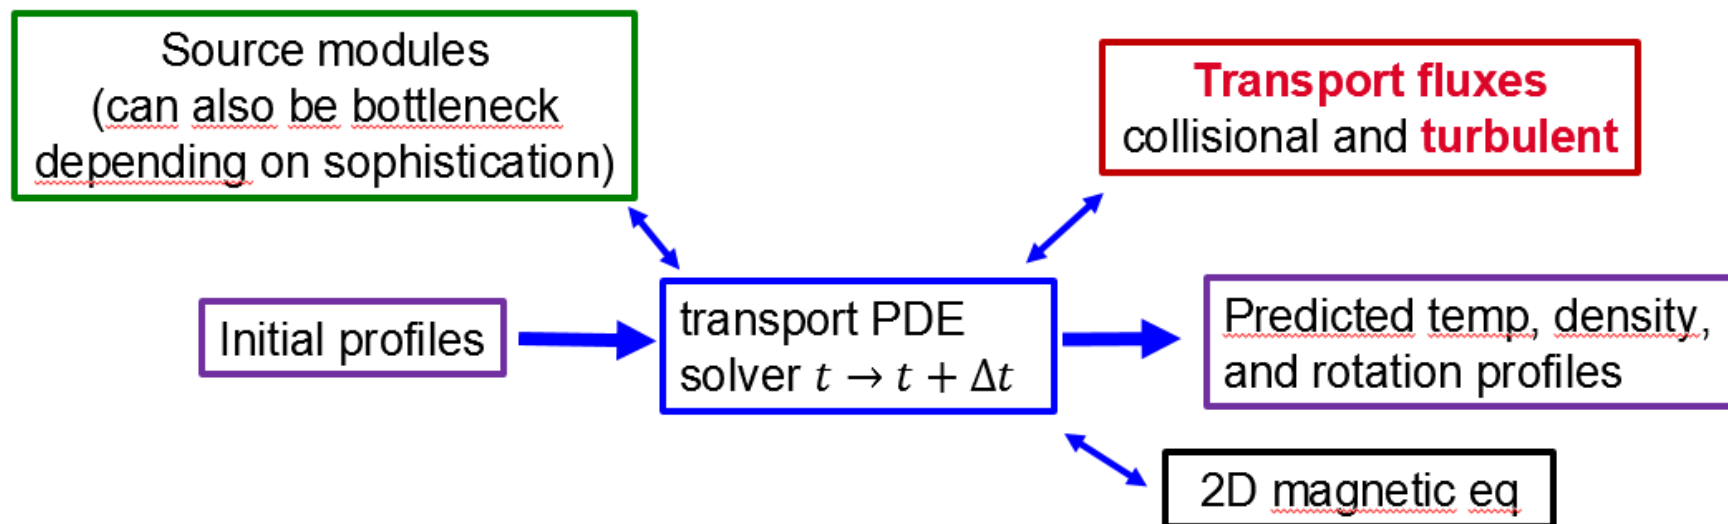 Source modules
(can also be bottleneck
depending on sophistication)
Transport fluxes
collisional and turbulent
Initial profiles
transport PDE
solver t → t + Δt
Predicted temp, density,
and rotation profiles
2D magnetic eq